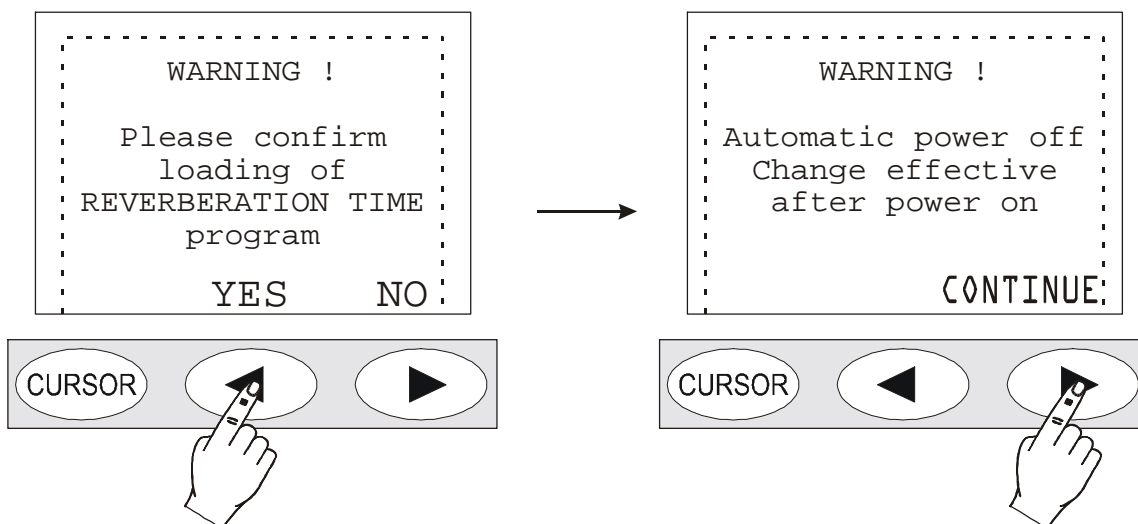 WARNING !
Please confirm
loading of
REVERBERATION TIME
program
YES NO
CURSOR
WARNING !
Automatic power off
Change effective
after power on
CONTINUE
CURSOR